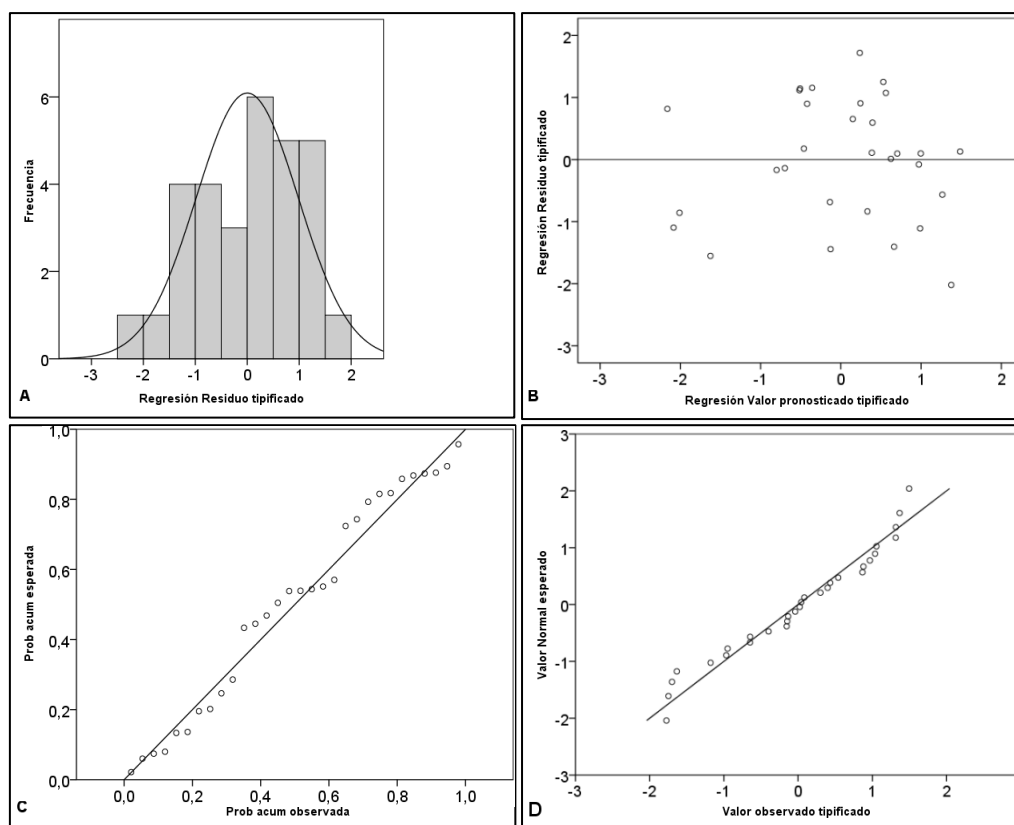 Frecuencia
6
4
2
0
-3 -2 -1 0 1 2
Regresión Residuo tipificado
A
Regresión Residuo tipificado
2
1
0
-1
-2
-3
-3 -2 -1 0 1 2
Regresión Valor pronosticado tipificado
B
Prob acum esperada
1,0
0,8
0,6
0,4
0,2
0,0
0,0 0,2 0,4 0,6 0,8 1,0
Prob acum observada
C
Valor Normal esperado
3
2
1
0
-1
-2
-3
-3 -2 -1 0 1 2 3
Valor observado tipificado
D